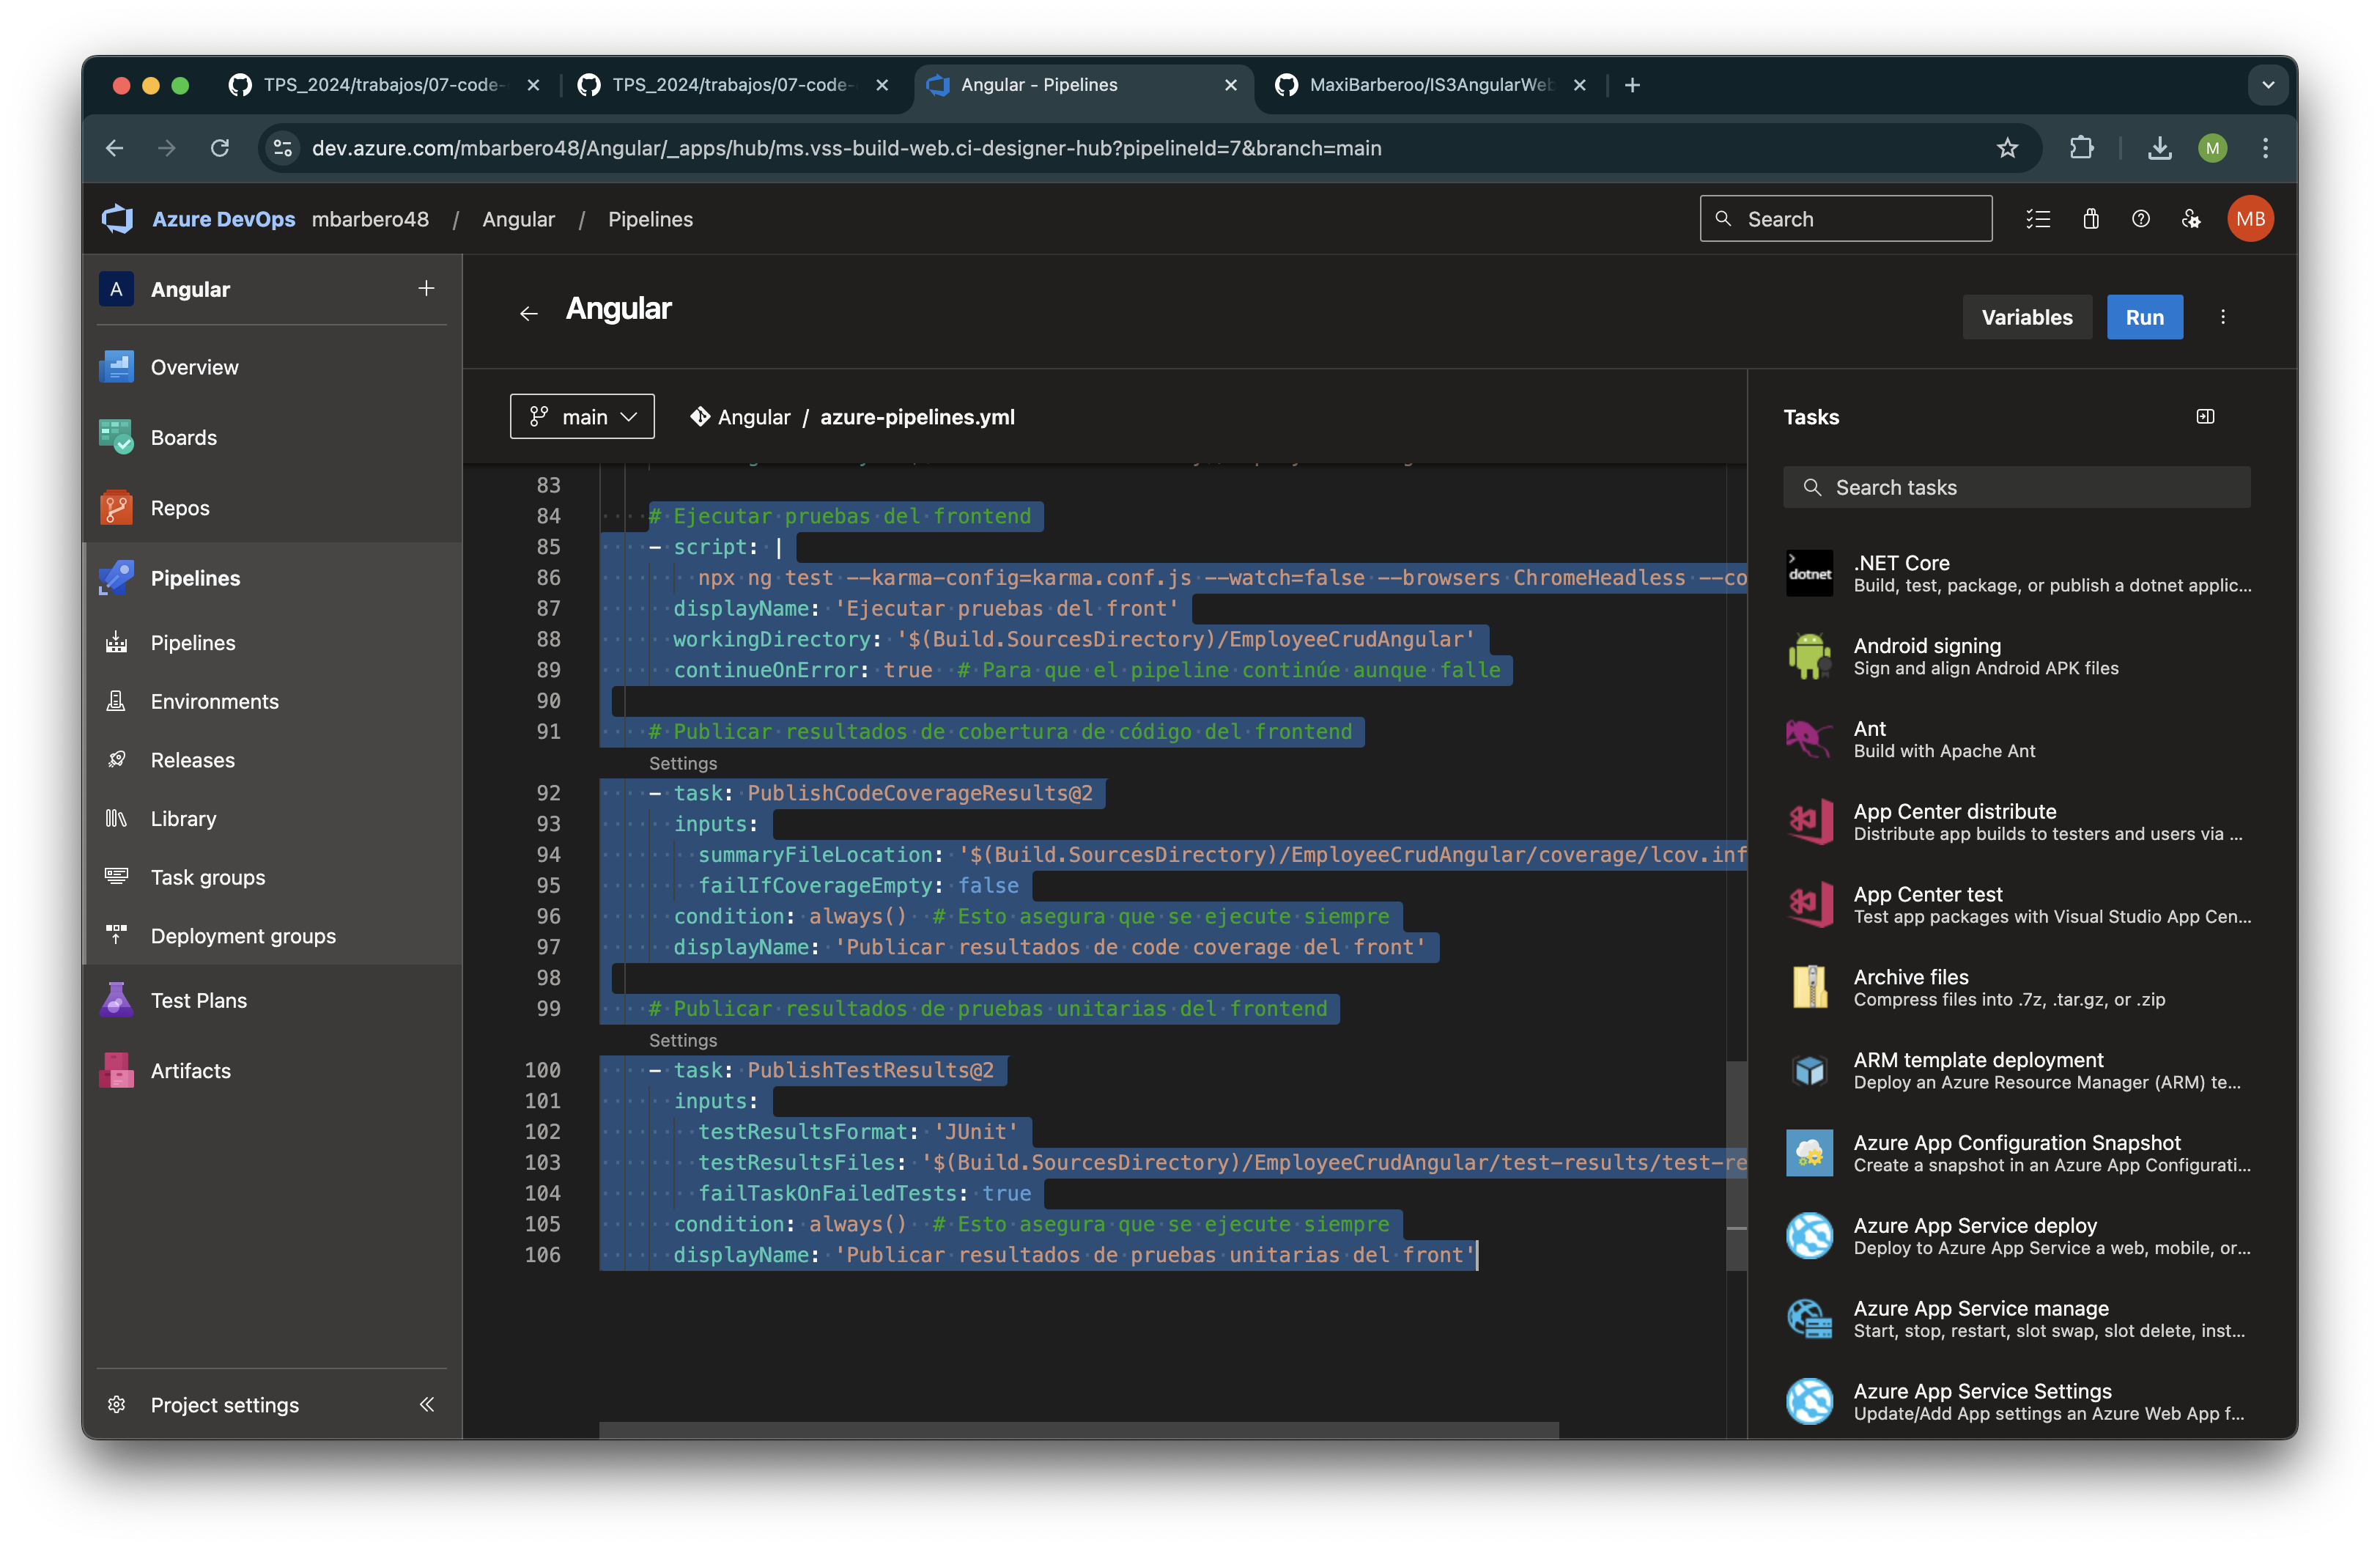 TPS_2024/trabajos/07-code-
TPS_2024/trabajos/07-code-
Angular - Pipelines
MaxiBarberoo/IS3AngularWeb
dev.azure.com/mbarbero48/Angular/_apps/hub/ms.vss-build-web.ci-designer-hub?pipelineId=7&branch=main
M
Azure DevOps mbarbero48 / Angular / Pipelines
Search
MB
A Angular
Overview
Boards
Repos
Pipelines
Pipelines
Environments
Releases
Library
Task groups
Deployment groups
Test Plans
Artifacts
Project settings
Angular
Variables
Run
main
Angular / azure-pipelines.yml
83
84 # Ejecutar pruebas del frontend
85 - script: |
86 npx ng test --karma-config=karma.conf.js --watch=false --browsers ChromeHeadless --co
87 displayName: 'Ejecutar pruebas del front'
88 workingDirectory: '$(Build.SourcesDirectory)/EmployeeCrudAngular'
89 continueOnError: true # Para que el pipeline continúe aunque falle
90
91 # Publicar resultados de cobertura de código del frontend
Settings
92 - task: PublishCodeCoverageResults@2
93 inputs:
94 summaryFileLocation: '$(Build.SourcesDirectory)/EmployeeCrudAngular/coverage/lcov.inf
95 failIfCoverageEmpty: false
96 condition: always() # Esto asegura que se ejecute siempre
97 displayName: 'Publicar resultados de code coverage del front'
98
99 # Publicar resultados de pruebas unitarias del frontend
Settings
100 - task: PublishTestResults@2
101 inputs:
102 testResultsFormat: 'JUnit'
103 testResultsFiles: '$(Build.SourcesDirectory)/EmployeeCrudAngular/test-results/test-re
104 failTaskOnFailedTests: true
105 condition: always() # Esto asegura que se ejecute siempre
106 displayName: 'Publicar resultados de pruebas unitarias del front'
Tasks
Search tasks
dotnet
.NET Core
Build, test, package, or publish a dotnet applic...
Android signing
Sign and align Android APK files
Ant
Build with Apache Ant
App Center distribute
Distribute app builds to testers and users via ...
App Center test
Test app packages with Visual Studio App Cen...
Archive files
Compress files into .7z, .tar.gz, or .zip
ARM template deployment
Deploy an Azure Resource Manager (ARM) te...
Azure App Configuration Snapshot
Create a snapshot in an Azure App Configurati...
Azure App Service deploy
Deploy to Azure App Service a web, mobile, or...
Azure App Service manage
Start, stop, restart, slot swap, slot delete, inst...
Azure App Service Settings
Update/Add App settings an Azure Web App f...